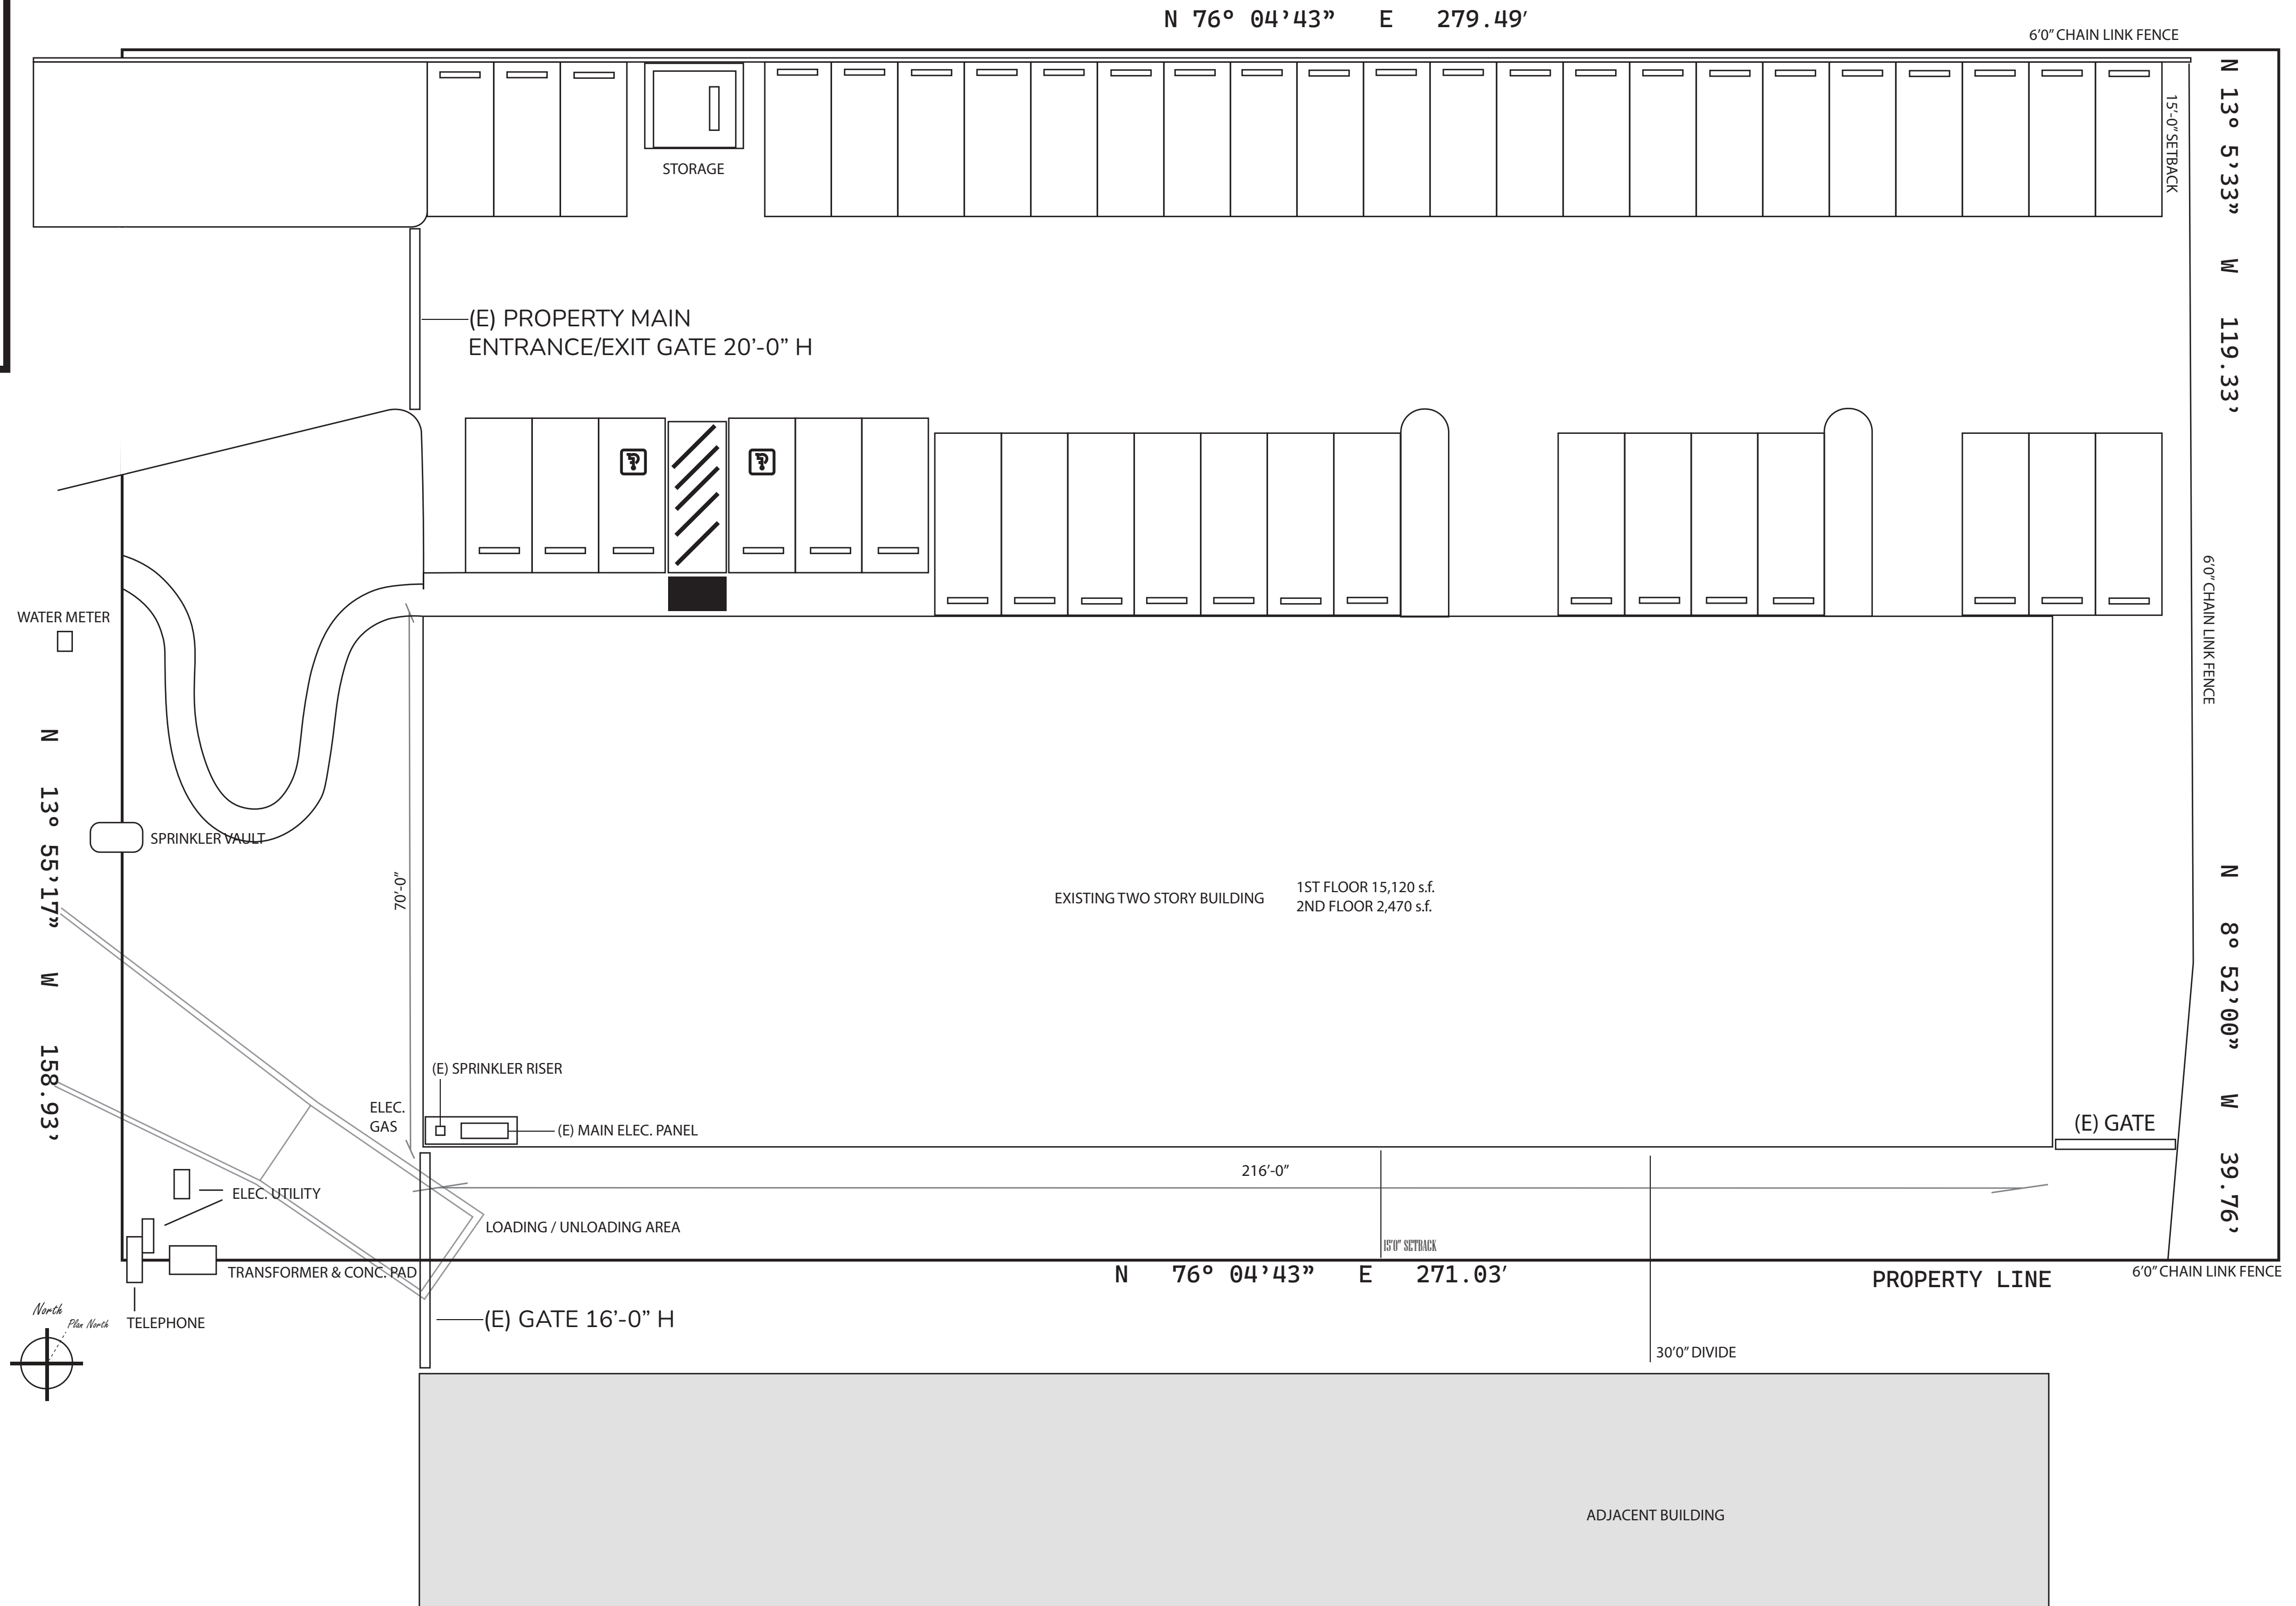 N 76° 04’43” E 279.49′
6’0” CHAIN LINK FENCE
N 13° 5’33” W 119.33’
15’-0” SETBACK
STORAGE
(E) PROPERTY MAIN
ENTRANCE/EXIT GATE 20’-0” H
6’0” CHAIN LINK FENCE
WATER METER
N 13° 55’17” W 158.93’
SPRINKLER VAULT
70’-0”
EXISTING TWO STORY BUILDING
1ST FLOOR 15,120 s.f.
2ND FLOOR 2,470 s.f.
N 8° 52’00” W 39.76’
(E) SPRINKLER RISER
ELEC.
GAS
(E) MAIN ELEC. PANEL
(E) GATE
216’-0”
ELEC. UTILITY
LOADING / UNLOADING AREA
15'0" SETBACK
TRANSFORMER & CONC. PAD
N 76° 04’43” E 271.03′
PROPERTY LINE
6’0” CHAIN LINK FENCE
North
Plan North
TELEPHONE
(E) GATE 16’-0” H
30’0” DIVIDE
ADJACENT BUILDING